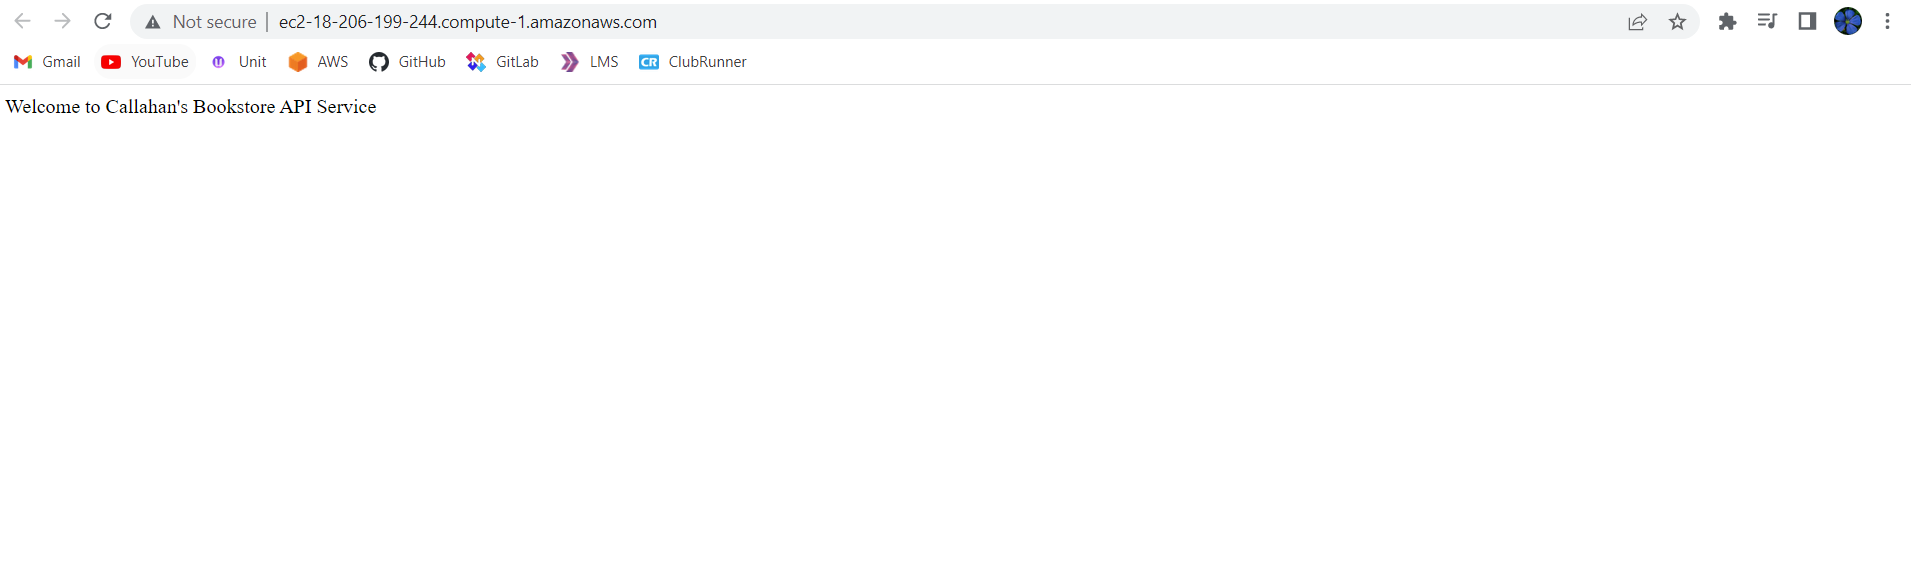 Not secure | ec2-18-206-199-244.compute-1.amazonaws.com
Gmail YouTube Unit AWS GitHub GitLab LMS CR ClubRunner
Welcome to Callahan's Bookstore API Service